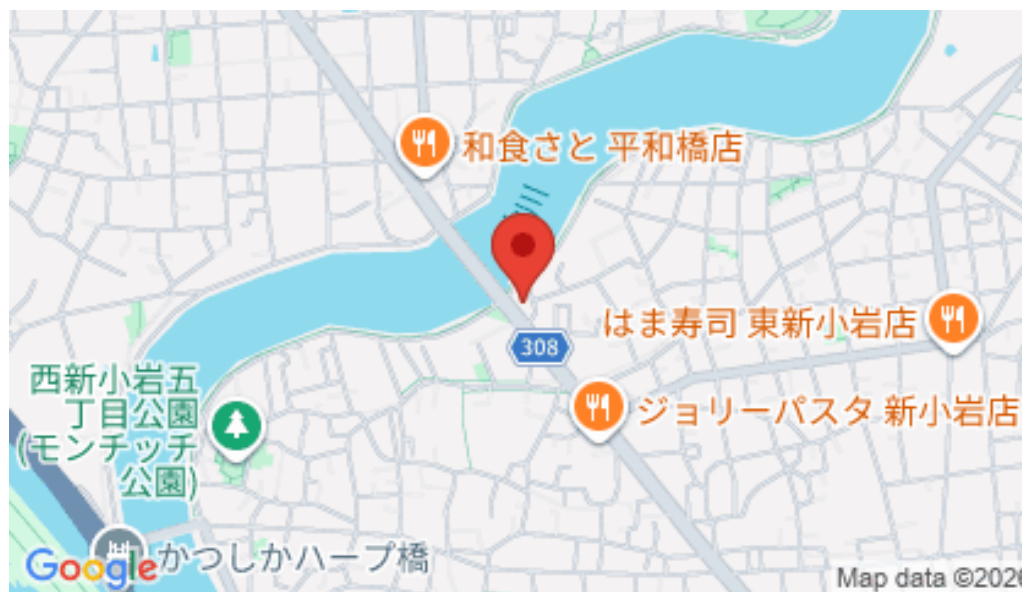 和食さと 平和橋店
はま寿司 東新小岩店
308
西新小岩五
丁目公園
(モンチッチ
公園)
ジョリーパスタ 新小岩店
かつしかハープ橋
Google
Map data ©2026